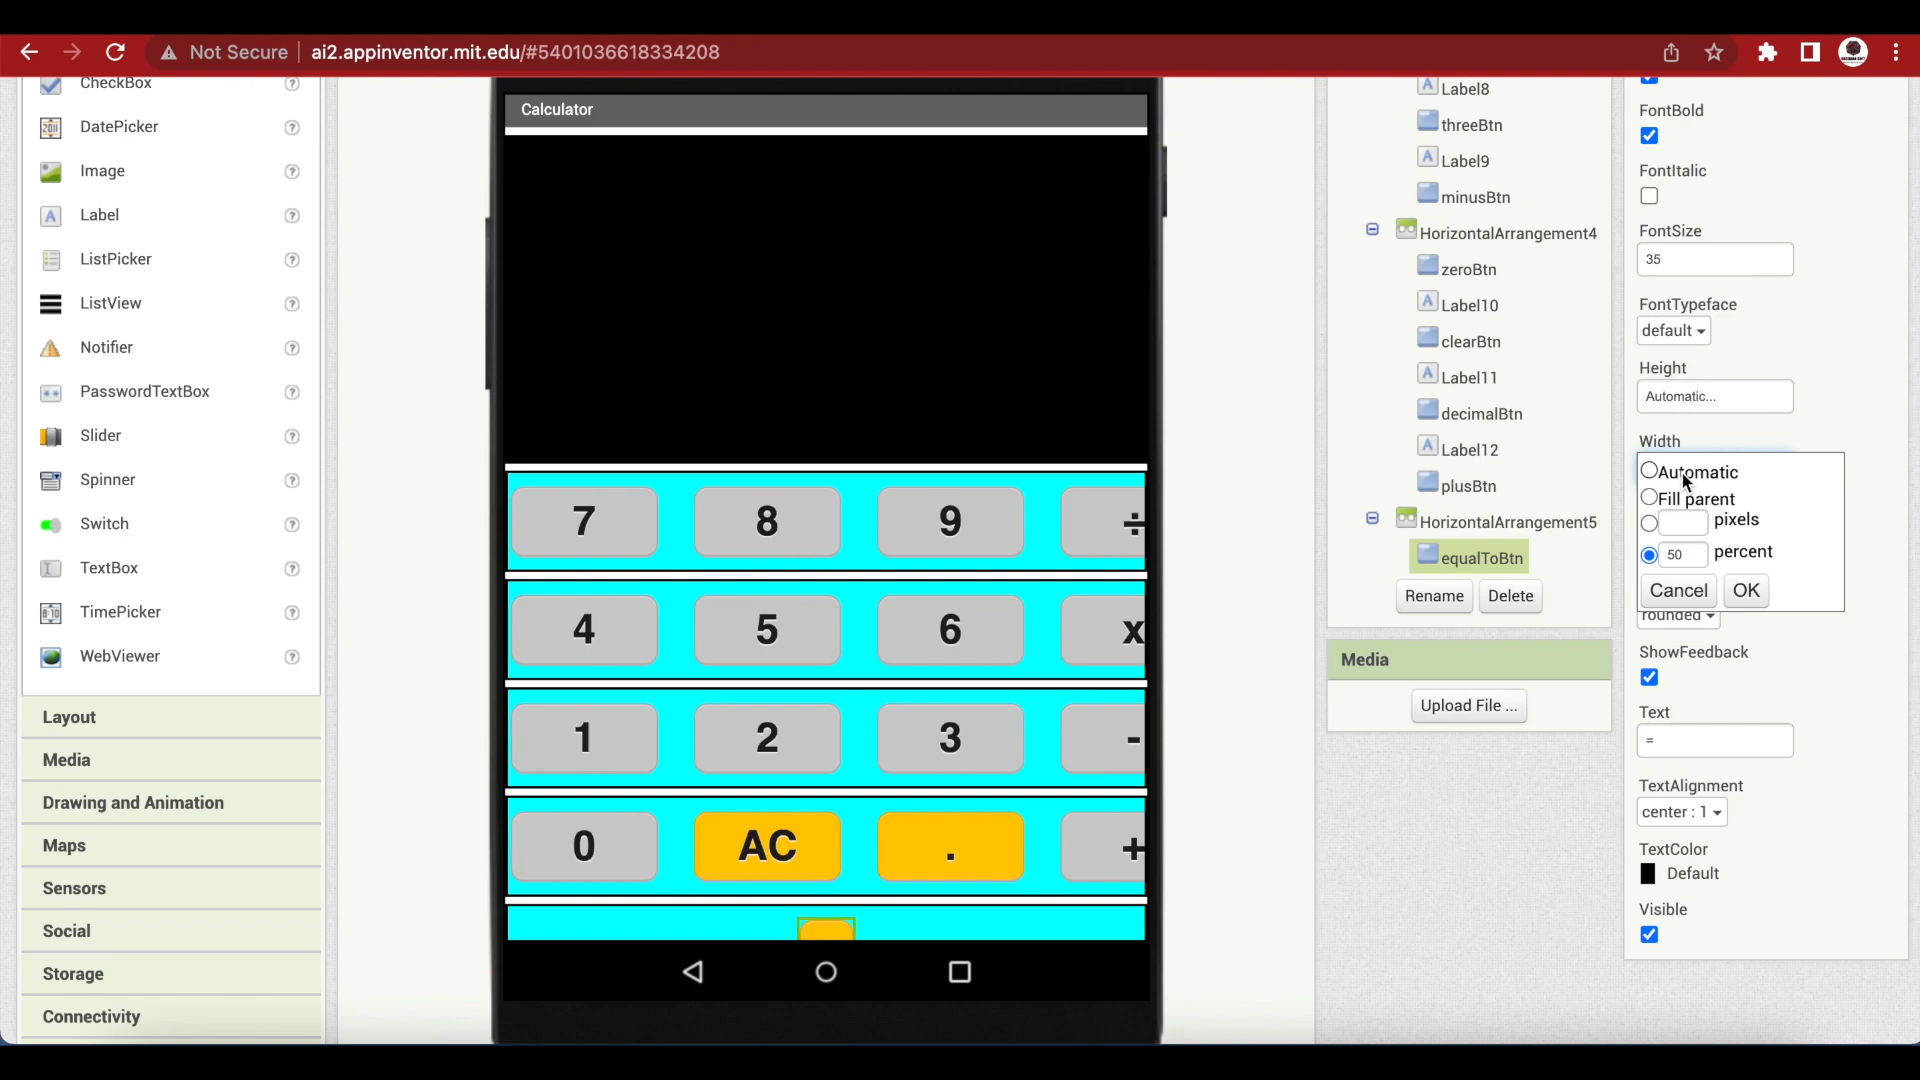 Not Secure
ai2.appinventor.mit.edu/#5401036618334208
CheckBox
DatePicker
Image
Label
ListPicker
ListView
Notifier
PasswordTextBox
Slider
Spinner
Switch
TextBox
TimePicker
WebViewer
Layout
Media
Drawing and Animation
Maps
Sensors
Social
Storage
Connectivity
Calculator
7 8 9 ÷
4 5 6 x
1 2 3 -
0 AC . +
Label8
threeBtn
Label9
minusBtn
HorizontalArrangement4
zeroBtn
Label10
clearBtn
Label11
decimalBtn
Label12
plusBtn
HorizontalArrangement5
equalToBtn
Rename Delete
Media
Upload File ...
FontBold
FontItalic
FontSize
35
FontTypeface
default
Height
Automatic...
Width
Automatic
Fill parent
pixels
50 percent
Cancel OK
rounded
ShowFeedback
Text
=
TextAlignment
center : 1
TextColor
Default
Visible